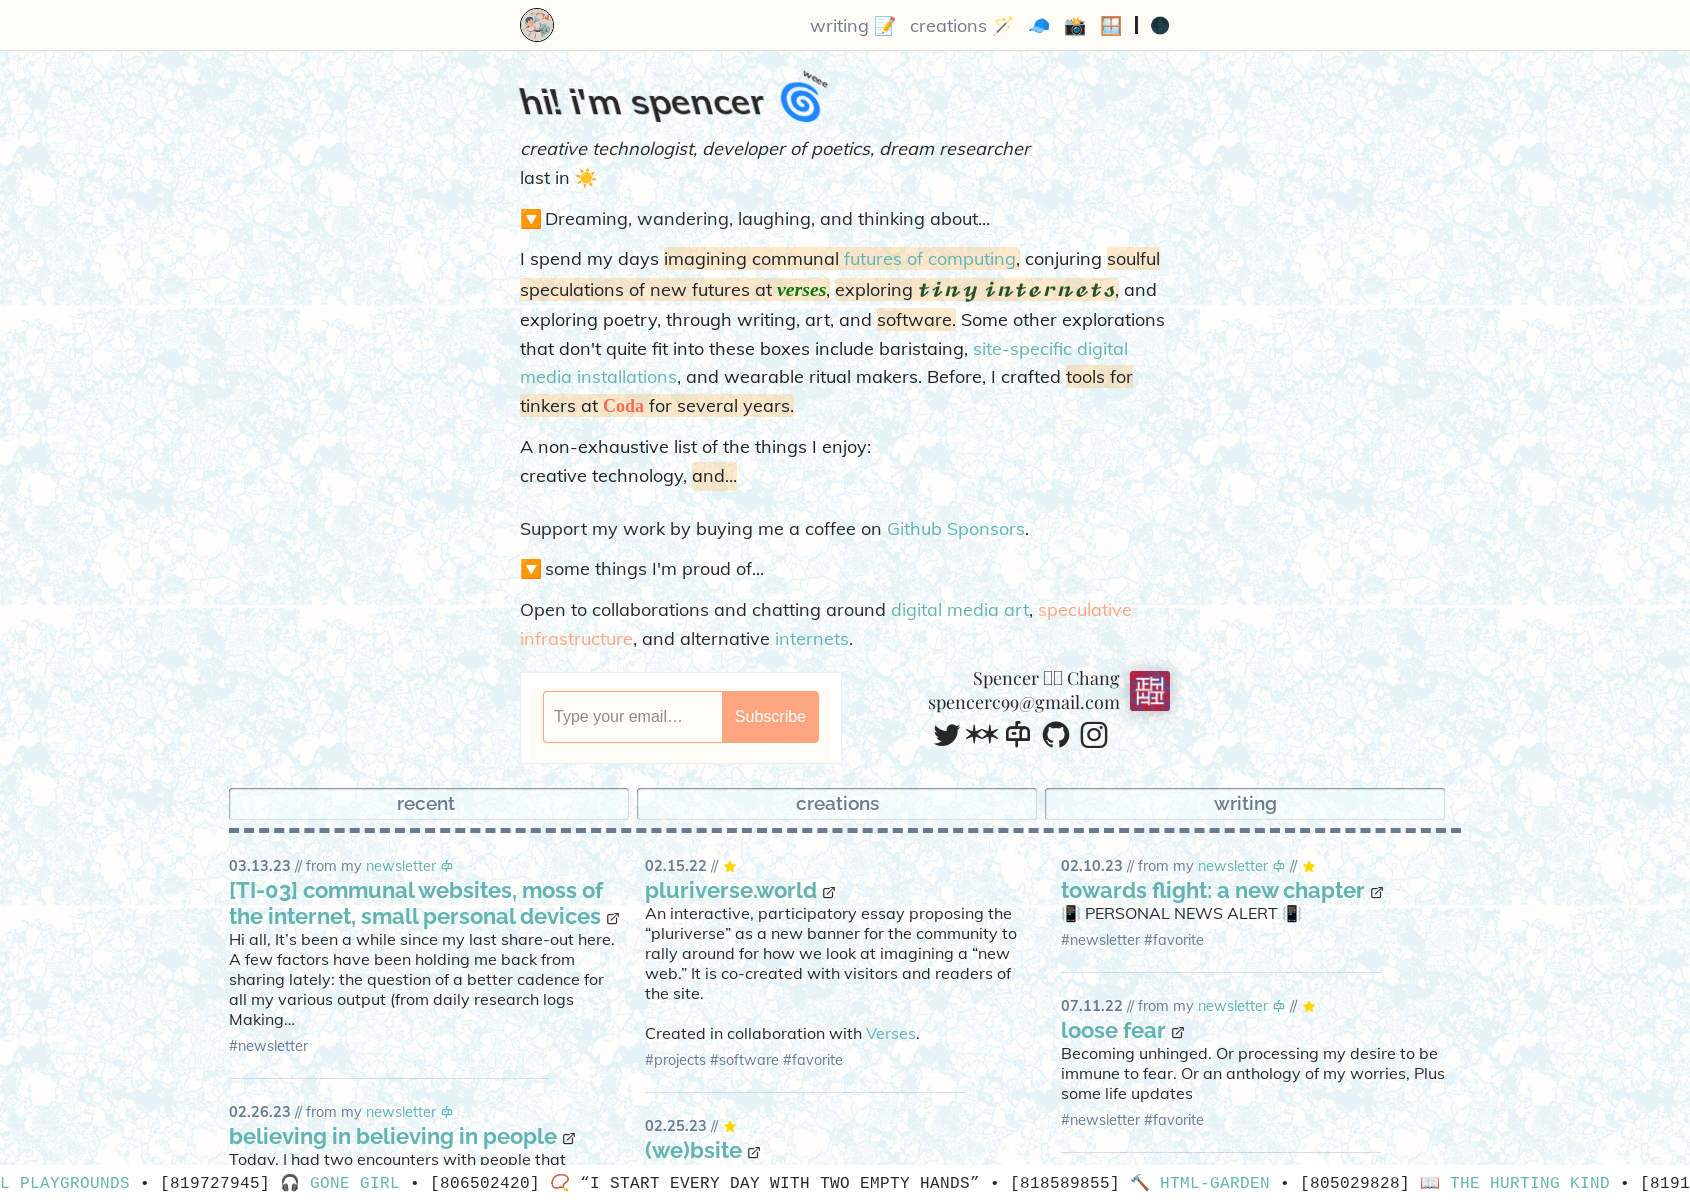 writing 📝 creations 🪄 🧢 📸 🪟 | 🌑
weee
hi! i'm spencer 🌀
creative technologist, developer of poetics, dream researcher
last in ☀️
🔽 Dreaming, wandering, laughing, and thinking about...
I spend my days imagining communal futures of computing, conjuring soulful
speculations of new futures at verses, exploring tiny internets, and
exploring poetry, through writing, art, and software. Some other explorations
that don't quite fit into these boxes include baristaing, site-specific digital
media installations, and wearable ritual makers. Before, I crafted tools for
tinkers at Coda for several years.
A non-exhaustive list of the things I enjoy:
creative technology, and...
Support my work by buying me a coffee on Github Sponsors.
🔽 some things I'm proud of...
Open to collaborations and chatting around digital media art, speculative
infrastructure, and alternative internets.
Type your email…
Subscribe
Spencer Chang
spencerc99@gmail.com
recent
creations
writing
03.13.23 // from my newsletter
[TI-03] communal websites, moss of
the internet, small personal devices
Hi all, It’s been a while since my last share-out here.
A few factors have been holding me back from
sharing lately: the question of a better cadence for
all my various output (from daily research logs
Making...
#newsletter
02.26.23 // from my newsletter
believing in believing in people
Today, I had two encounters with people that
02.15.22 // ⭐
pluriverse.world
An interactive, participatory essay proposing the
“pluriverse” as a new banner for the community to
rally around for how we look at imagining a “new
web.” It is co-created with visitors and readers of
the site.
Created in collaboration with Verses.
#projects #software #favorite
02.25.23 // ⭐
(we)bsite
02.10.23 // from my newsletter // ⭐
towards flight: a new chapter
📳 PERSONAL NEWS ALERT 📳
#newsletter #favorite
07.11.22 // from my newsletter // ⭐
loose fear
Becoming unhinged. Or processing my desire to be
immune to fear. Or an anthology of my worries, Plus
some life updates
#newsletter #favorite
L PLAYGROUNDS • [819727945] 🎧 GONE GIRL • [806502420] 📿 “I START EVERY DAY WITH TWO EMPTY HANDS” • [818589855] 🔨 HTML-GARDEN • [805029828] 📖 THE HURTING KIND • [8191